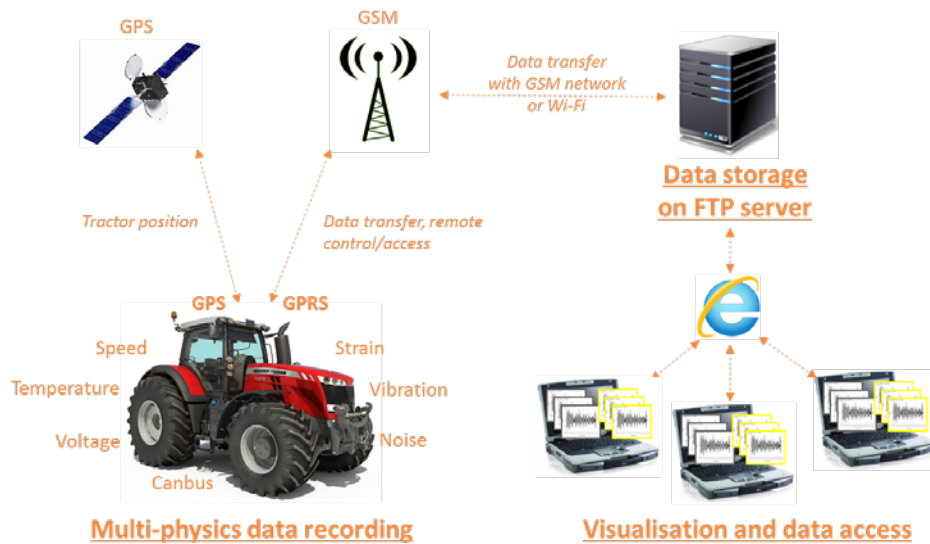 GPS
GSM
Data transfer
with GSM network
or Wi-Fi
Data storage
on FTP server
Tractor position
Data transfer, remote
control/access
GPS
GPRS
Speed
Strain
Temperature
Vibration
Voltage
Noise
Canbus
Multi-physics data recording
Visualisation and data access